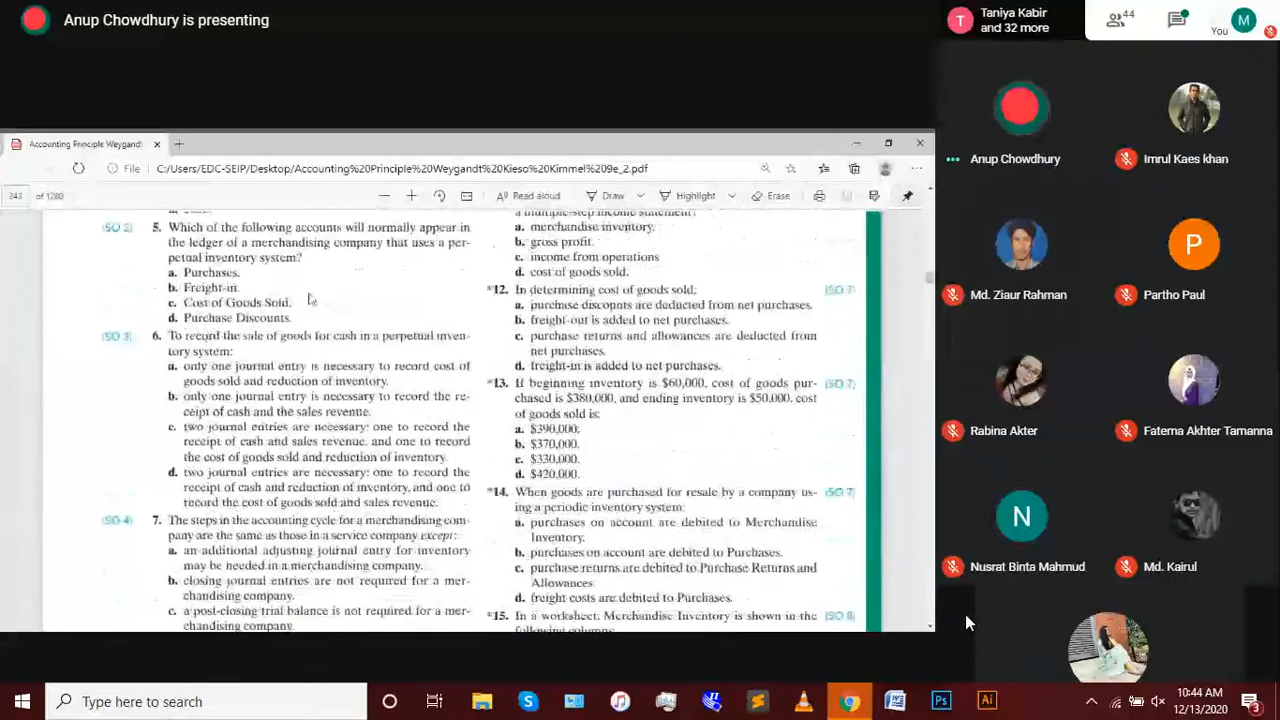 Anup Chowdhury is presenting
Taniya Kabir
and 32 more
44
You
M
T
Accounting Principle Weygandt
File
C:/Users/EDC-SEIP/Desktop/Accounting%20Principle%20Weygandt%20Kieso%20Kimmel%209e_2.pdf
243 of 1280
Read aloud
Draw
Highlight
Erase
SO 2
5. Which of the following accounts will normally appear in
the ledger of a merchandising company that uses a per-
petual inventory system?
a. Purchases.
b. Freight-in.
c. Cost of Goods Sold.
d. Purchase Discounts.
SO 3
6. To record the sale of goods for cash in a perpetual inven-
tory system:
a. only one journal entry is necessary to record cost of
goods sold and reduction of inventory.
b. only one journal entry is necessary to record the re-
ceipt of cash and the sales revenue.
c. two journal entries are necessary: one to record the
receipt of cash and sales revenue, and one to record
the cost of goods sold and reduction of inventory.
d. two journal entries are necessary: one to record the
receipt of cash and reduction of inventory, and one to
record the cost of goods sold and sales revenue.
SO 4
7. The steps in the accounting cycle for a merchandising com-
pany are the same as those in a service company except:
a. an additional adjusting journal entry for inventory
may be needed in a merchandising company.
b. closing journal entries are not required for a mer-
chandising company.
c. a post-closing trial balance is not required for a mer-
chandising company.
a multiple-step income statement?
a. merchandise inventory.
b. gross profit.
c. income from operations
d. cost of goods sold.
*12. In determining cost of goods sold:
SO 7
a. purchase discounts are deducted from net purchases.
b. freight-out is added to net purchases.
c. purchase returns and allowances are deducted from
net purchases.
d. freight-in is added to net purchases.
*13. If beginning inventory is $60,000, cost of goods pur-
SO 7
chased is $380,000, and ending inventory is $50,000, cost
of goods sold is:
a. $390,000.
b. $370,000.
c. $330,000.
d. $420,000.
*14. When goods are purchased for resale by a company us-
SO 7
ing a periodic inventory system:
a. purchases on account are debited to Merchandise
Inventory.
b. purchases on account are debited to Purchases.
c. purchase returns are debited to Purchase Returns and
Allowances.
d. freight costs are debited to Purchases.
*15. In a worksheet, Merchandise Inventory is shown in the
SO 8
following columns:
Anup Chowdhury
Imrul Kaes khan
Md. Ziaur Rahman
P
Partho Paul
Rabina Akter
Fatema Akhter Tamanna
N
Nusrat Binta Mahmud
Md. Kairul
Type here to search
10:44 AM
12/13/2020
3